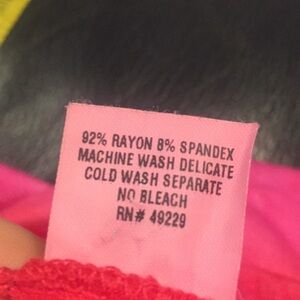 92% RAYON 8% SPANDEX
MACHINE WASH DELICATE
COLD WASH SEPARATE
NO BLEACH
RN# 49229